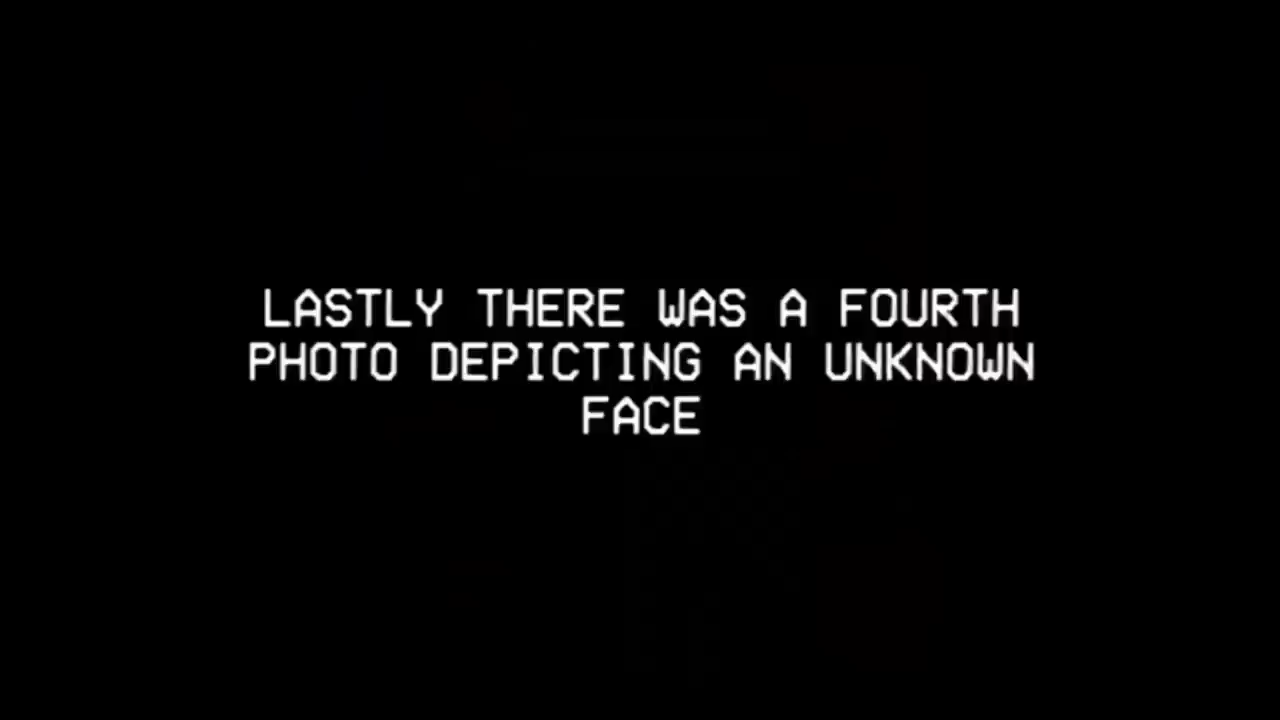 LASTLY THERE WAS A FOURTH
PHOTO DEPICTING AN UNKNOWN
FACE